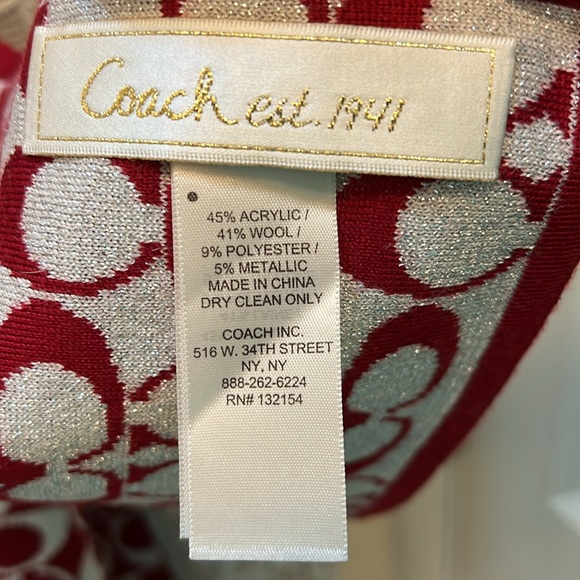 Coach est. 1941
45% ACRYLIC /
41% WOOL /
9% POLYESTER /
5% METALLIC
MADE IN CHINA
DRY CLEAN ONLY
COACH INC.
516 W. 34TH STREET
NY, NY
888-262-6224
RN# 132154